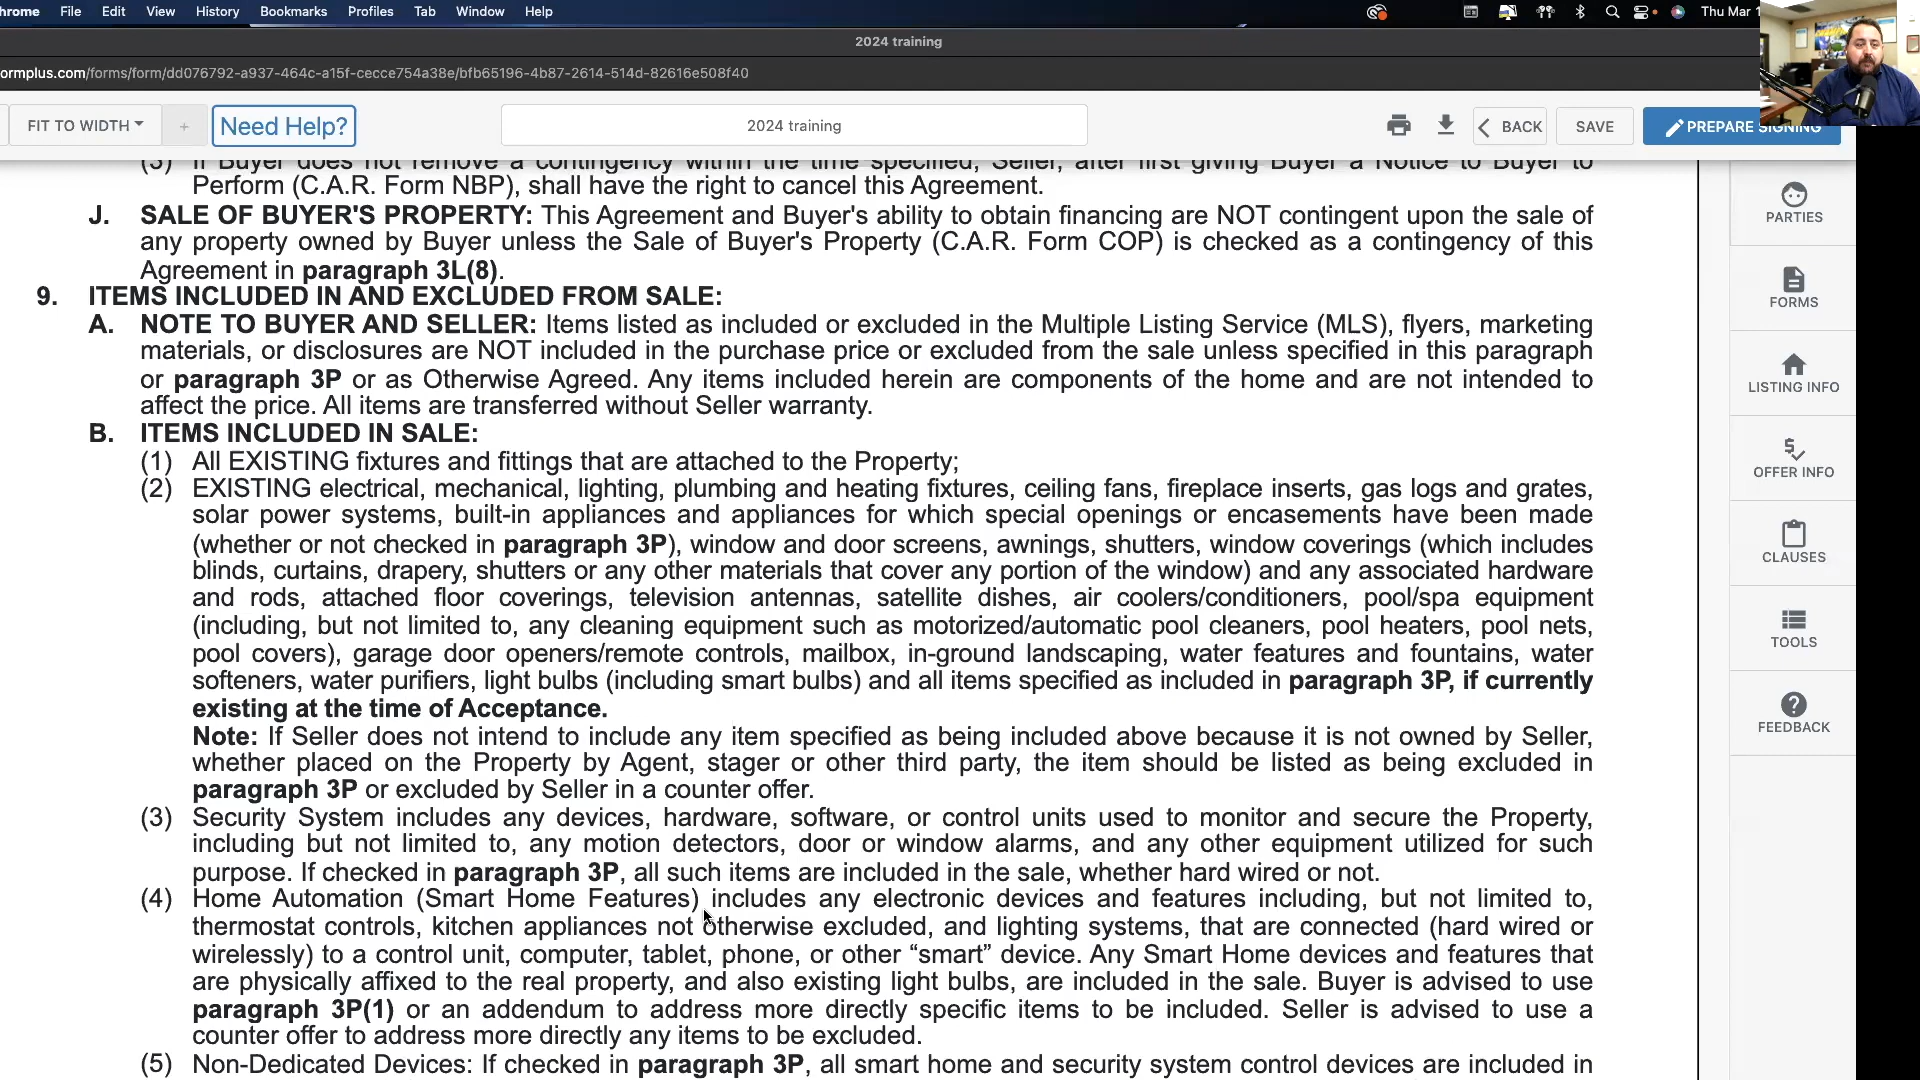 hrome File Edit View History Bookmarks Profiles Tab Window Help Thu Mar 1
2024 training
ormplus.com/forms/form/dd076792-a937-464c-a15f-cecce754a38e/bfb65196-4b87-2614-514d-82616e508f40
FIT TO WIDTH + Need Help? 2024 training BACK SAVE PREPARE SIGNING
(5) If Buyer does not remove a contingency within the time specified, Seller, after first giving Buyer a Notice to Buyer to
Perform (C.A.R. Form NBP), shall have the right to cancel this Agreement.
J. SALE OF BUYER'S PROPERTY: This Agreement and Buyer's ability to obtain financing are NOT contingent upon the sale of
any property owned by Buyer unless the Sale of Buyer's Property (C.A.R. Form COP) is checked as a contingency of this
Agreement in paragraph 3L(8).
9. ITEMS INCLUDED IN AND EXCLUDED FROM SALE:
A. NOTE TO BUYER AND SELLER: Items listed as included or excluded in the Multiple Listing Service (MLS), flyers, marketing
materials, or disclosures are NOT included in the purchase price or excluded from the sale unless specified in this paragraph
or paragraph 3P or as Otherwise Agreed. Any items included herein are components of the home and are not intended to
affect the price. All items are transferred without Seller warranty.
B. ITEMS INCLUDED IN SALE:
(1) All EXISTING fixtures and fittings that are attached to the Property;
(2) EXISTING electrical, mechanical, lighting, plumbing and heating fixtures, ceiling fans, fireplace inserts, gas logs and grates,
solar power systems, built-in appliances and appliances for which special openings or encasements have been made
(whether or not checked in paragraph 3P), window and door screens, awnings, shutters, window coverings (which includes
blinds, curtains, drapery, shutters or any other materials that cover any portion of the window) and any associated hardware
and rods, attached floor coverings, television antennas, satellite dishes, air coolers/conditioners, pool/spa equipment
(including, but not limited to, any cleaning equipment such as motorized/automatic pool cleaners, pool heaters, pool nets,
pool covers), garage door openers/remote controls, mailbox, in-ground landscaping, water features and fountains, water
softeners, water purifiers, light bulbs (including smart bulbs) and all items specified as included in paragraph 3P, if currently
existing at the time of Acceptance.
Note: If Seller does not intend to include any item specified as being included above because it is not owned by Seller,
whether placed on the Property by Agent, stager or other third party, the item should be listed as being excluded in
paragraph 3P or excluded by Seller in a counter offer.
(3) Security System includes any devices, hardware, software, or control units used to monitor and secure the Property,
including but not limited to, any motion detectors, door or window alarms, and any other equipment utilized for such
purpose. If checked in paragraph 3P, all such items are included in the sale, whether hard wired or not.
(4) Home Automation (Smart Home Features) includes any electronic devices and features including, but not limited to,
thermostat controls, kitchen appliances not otherwise excluded, and lighting systems, that are connected (hard wired or
wirelessly) to a control unit, computer, tablet, phone, or other “smart” device. Any Smart Home devices and features that
are physically affixed to the real property, and also existing light bulbs, are included in the sale. Buyer is advised to use
paragraph 3P(1) or an addendum to address more directly specific items to be included. Seller is advised to use a
counter offer to address more directly any items to be excluded.
(5) Non-Dedicated Devices: If checked in paragraph 3P, all smart home and security system control devices are included in
PARTIES
FORMS
LISTING INFO
OFFER INFO
CLAUSES
TOOLS
FEEDBACK